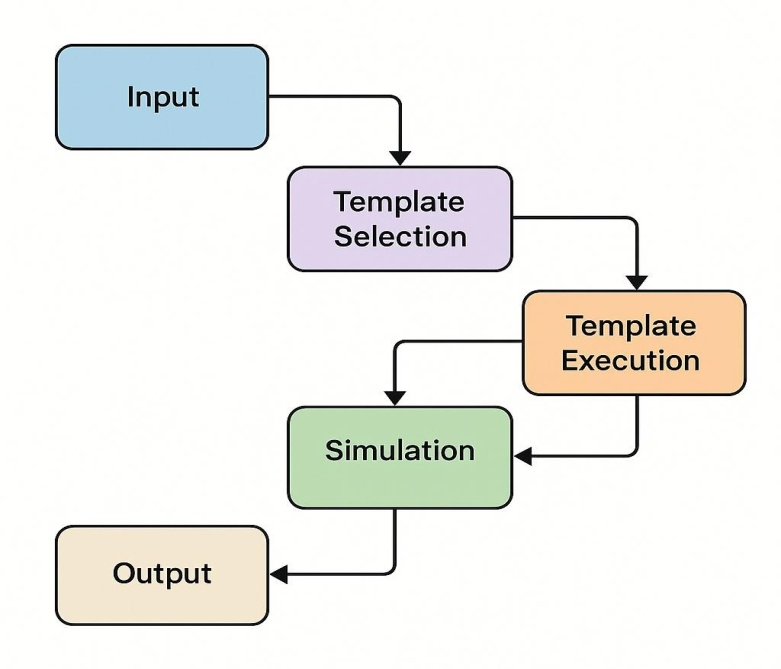 Input
Template
Selection
Template
Execution
Simulation
Output